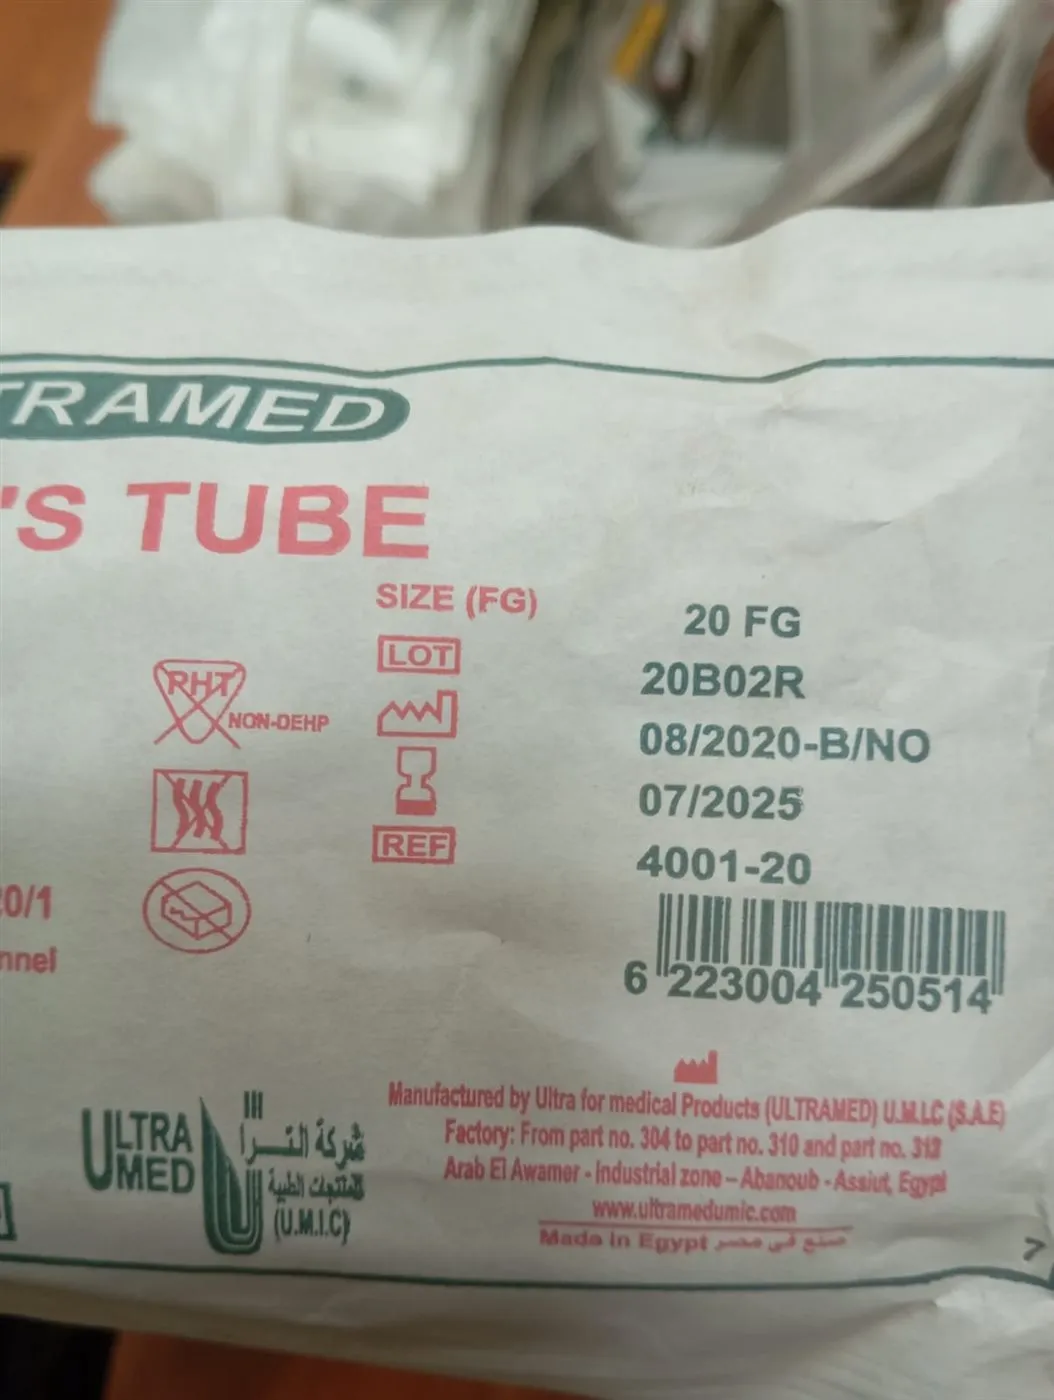 TRAMED
'S TUBE
SIZE (FG) 20 FG
LOT 20B02R
08/2020-B/NO
07/2025
REF 4001-20
PHT
NON-DEHP
20/1
nnel
6 223004 250514
Manufactured by Ultra for medical Products (ULTRAMED) U.M.I.C (S.A.E)
Factory: From part no. 304 to part no. 310 and part no. 313
Arab El Awamer - Industrial zone - Abanoub - Assiut, Egypt
www.ultramedumic.com
Made in Egypt صنع في مصر
ULTRA
MED
شركة التـرا
للمنتجات الطبية
(U.M.I.C)
7